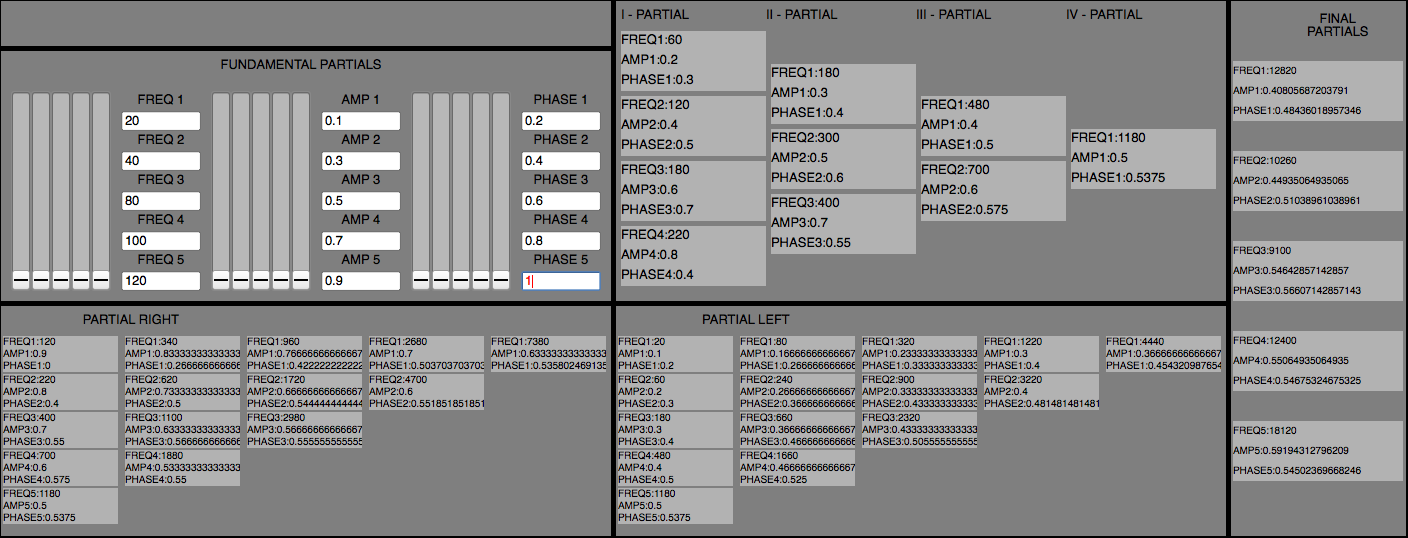 FUNDAMENTAL PARTIALS
FREQ 1
20
FREQ 2
40
FREQ 3
80
FREQ 4
100
FREQ 5
120
AMP 1
0.1
AMP 2
0.3
AMP 3
0.5
AMP 4
0.7
AMP 5
0.9
PHASE 1
0.2
PHASE 2
0.4
PHASE 3
0.6
PHASE 4
0.8
PHASE 5
1
I - PARTIAL
FREQ1:60
AMP1:0.2
PHASE1:0.3
FREQ2:120
AMP2:0.4
PHASE2:0.5
FREQ3:180
AMP3:0.6
PHASE3:0.7
FREQ4:220
AMP4:0.8
PHASE4:0.4
II - PARTIAL
FREQ1:180
AMP1:0.3
PHASE1:0.4
FREQ2:300
AMP2:0.5
PHASE2:0.6
FREQ3:400
AMP3:0.7
PHASE3:0.55
III - PARTIAL
FREQ1:480
AMP1:0.4
PHASE1:0.5
FREQ2:700
AMP2:0.6
PHASE2:0.575
IV - PARTIAL
FREQ1:1180
AMP1:0.5
PHASE1:0.5375
FINAL
PARTIALS
FREQ1:12820
AMP1:0.40805687203791
PHASE1:0.48436018957346
FREQ2:10260
AMP2:0.44935064935065
PHASE2:0.51038961038961
FREQ3:9100
AMP3:0.54642857142857
PHASE3:0.56607142857143
FREQ4:12400
AMP4:0.55064935064935
PHASE4:0.54675324675325
FREQ5:18120
AMP5:0.59194312796209
PHASE5:0.54502369668246
PARTIAL RIGHT
FREQ1:120
AMP1:0.9
PHASE1:0
FREQ2:220
AMP2:0.8
PHASE2:0.4
FREQ3:400
AMP3:0.7
PHASE3:0.55
FREQ4:700
AMP4:0.6
PHASE4:0.575
FREQ5:1180
AMP5:0.5
PHASE5:0.5375
FREQ1:340
AMP1:0.83333333333333
PHASE1:0.266666666666
FREQ2:620
AMP2:0.73333333333333
PHASE2:0.5
FREQ3:1100
AMP3:0.63333333333333
PHASE3:0.566666666666
FREQ4:1880
AMP4:0.53333333333333
PHASE4:0.55
FREQ1:960
AMP1:0.76666666666667
PHASE1:0.422222222222
FREQ2:1720
AMP2:0.66666666666667
PHASE2:0.544444444444
FREQ3:2980
AMP3:0.56666666666667
PHASE3:0.555555555555
FREQ1:2680
AMP1:0.7
PHASE1:0.503703703703
FREQ2:4700
AMP2:0.6
PHASE2:0.551851851851
FREQ1:7380
AMP1:0.63333333333333
PHASE1:0.535802469135
PARTIAL LEFT
FREQ1:20
AMP1:0.1
PHASE1:0.2
FREQ2:60
AMP2:0.2
PHASE2:0.3
FREQ3:180
AMP3:0.3
PHASE3:0.4
FREQ4:480
AMP4:0.4
PHASE4:0.5
FREQ5:1180
AMP5:0.5
PHASE5:0.5375
FREQ1:80
AMP1:0.16666666666667
PHASE1:0.266666666666
FREQ2:240
AMP2:0.26666666666667
PHASE2:0.366666666666
FREQ3:660
AMP3:0.36666666666667
PHASE3:0.466666666666
FREQ4:1660
AMP4:0.46666666666667
PHASE4:0.525
FREQ1:320
AMP1:0.23333333333333
PHASE1:0.333333333333
FREQ2:900
AMP2:0.33333333333333
PHASE2:0.433333333333
FREQ3:2320
AMP3:0.43333333333333
PHASE3:0.505555555555
FREQ1:1220
AMP1:0.3
PHASE1:0.4
FREQ2:3220
AMP2:0.4
PHASE2:0.481481481481
FREQ1:4440
AMP1:0.36666666666667
PHASE1:0.454320987654